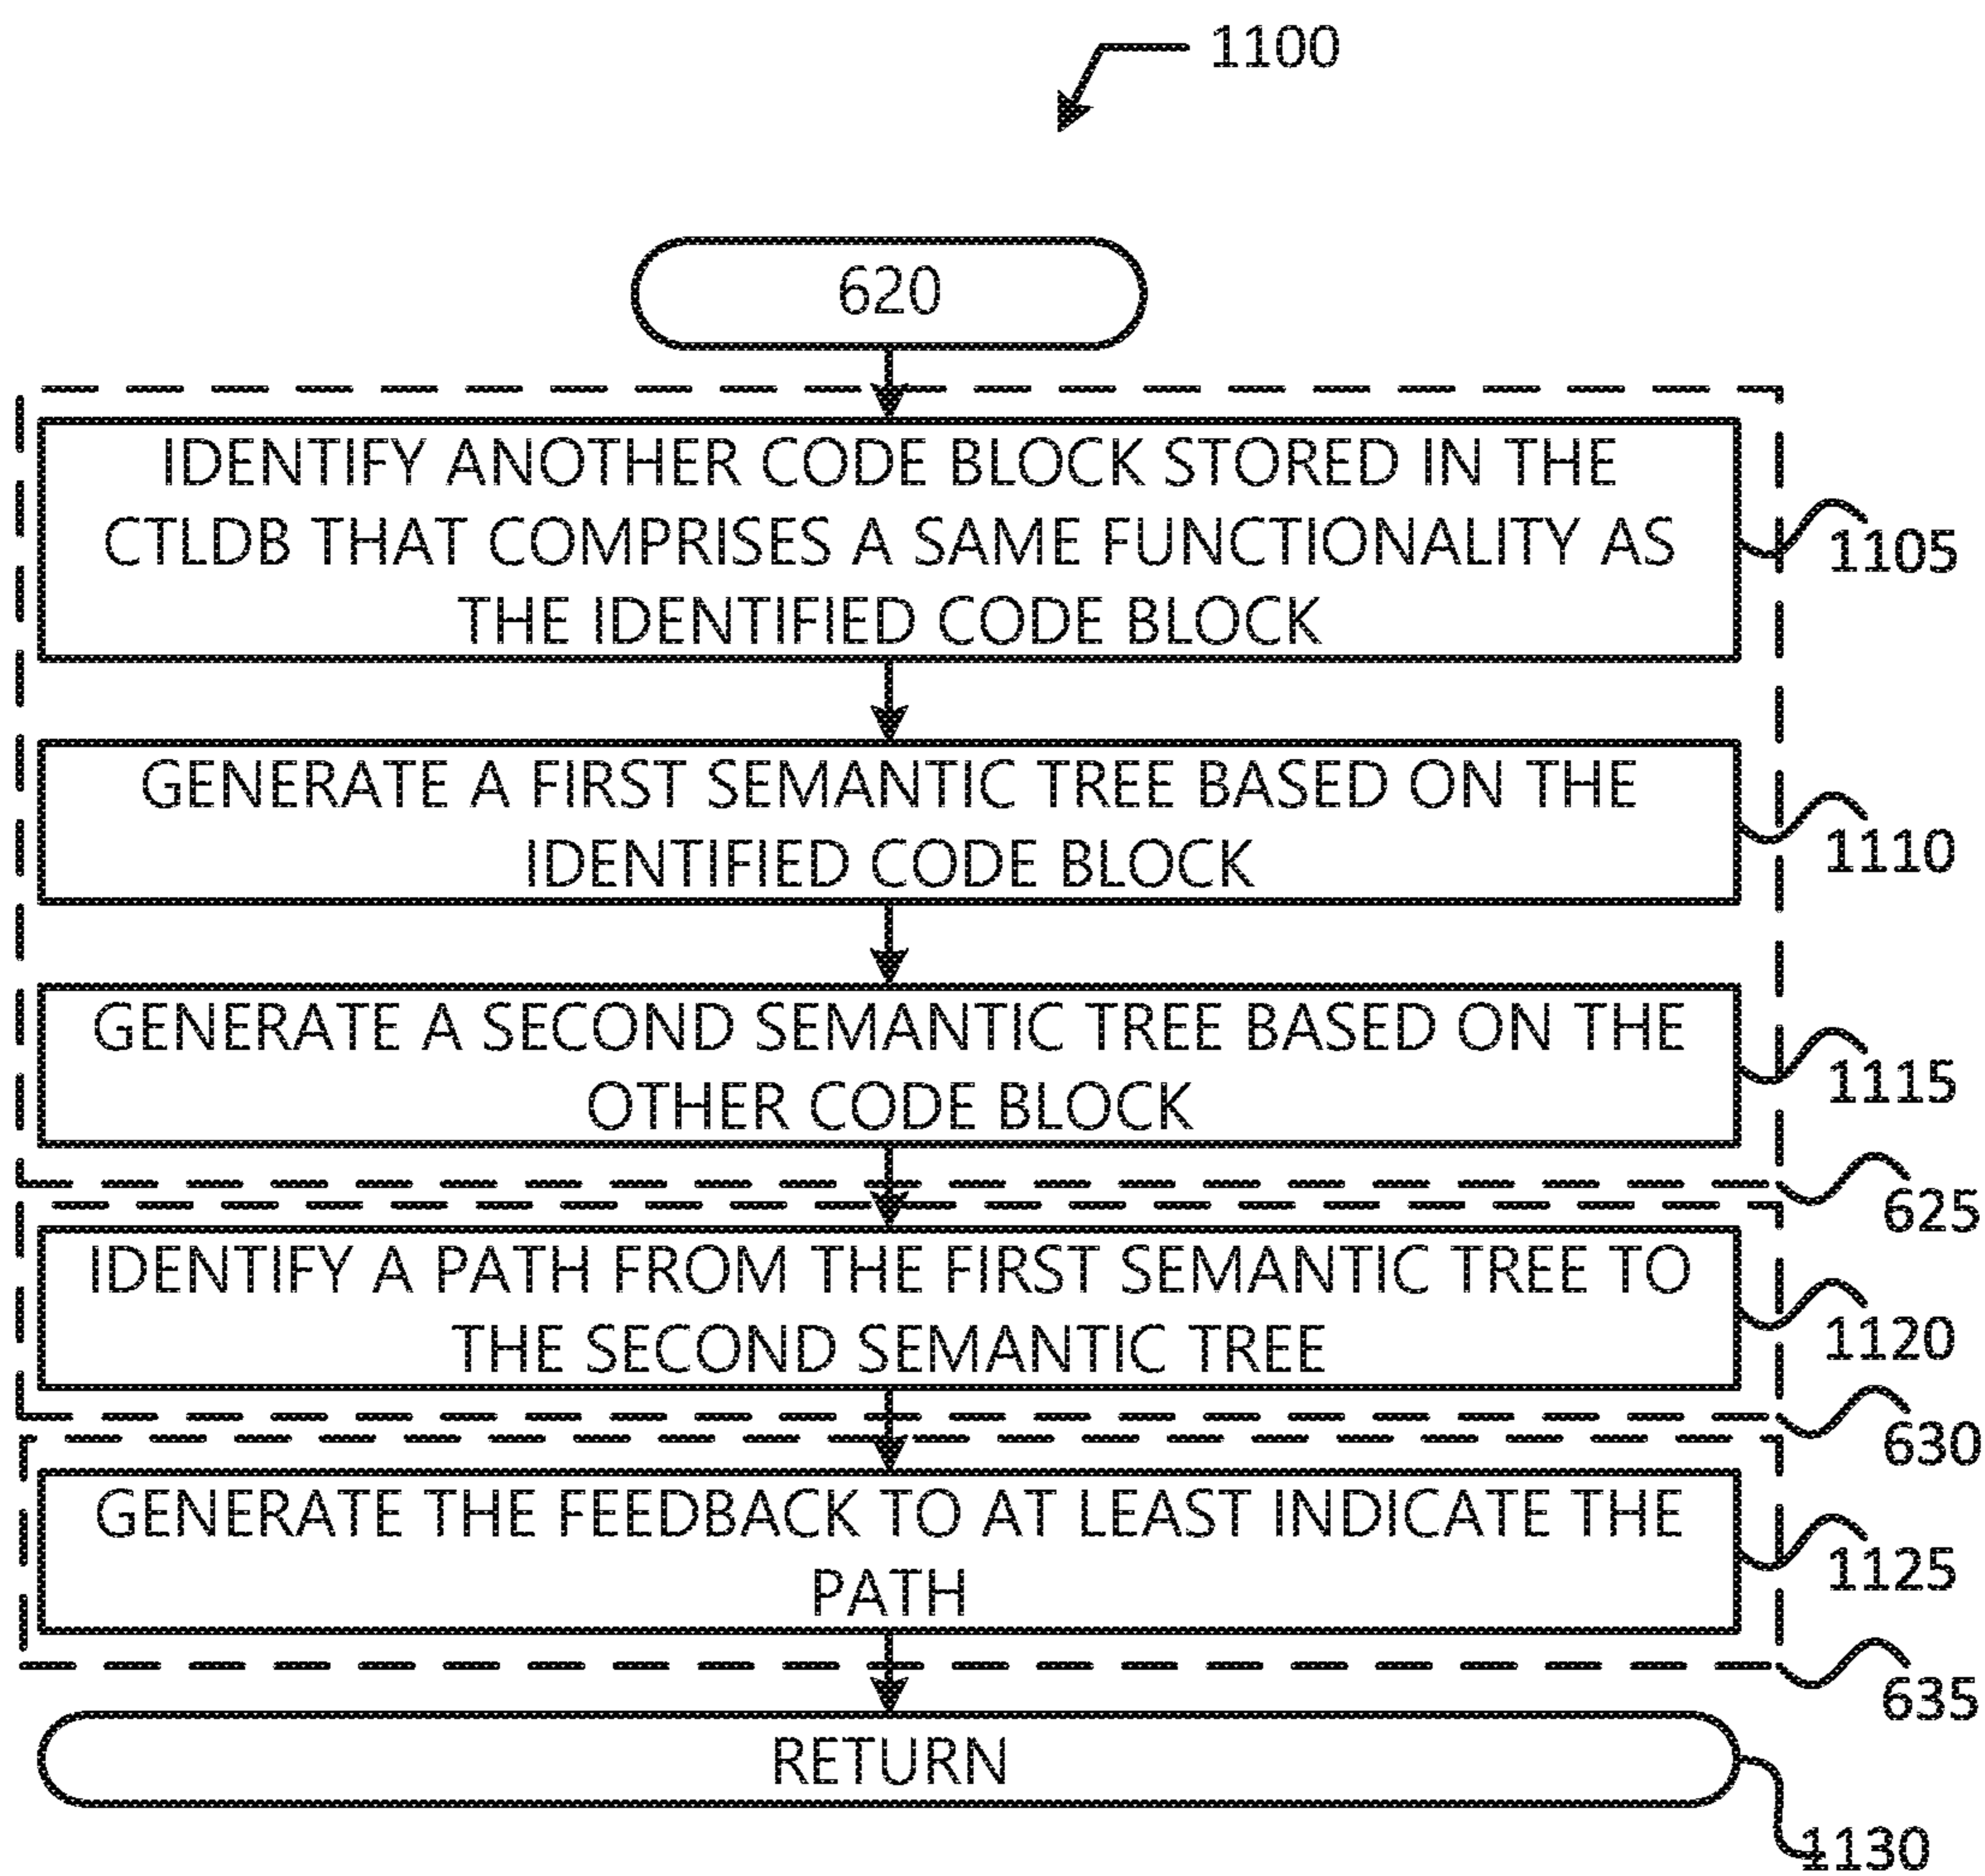 1100
620
IDENTIFY ANOTHER CODE BLOCK STORED IN THE
CTLDB THAT COMPRISES A SAME FUNCTIONALITY AS
THE IDENTIFIED CODE BLOCK
1105
GENERATE A FIRST SEMANTIC TREE BASED ON THE
IDENTIFIED CODE BLOCK
1110
GENERATE A SECOND SEMANTIC TREE BASED ON THE
OTHER CODE BLOCK
1115
625
IDENTIFY A PATH FROM THE FIRST SEMANTIC TREE TO
THE SECOND SEMANTIC TREE
1120
630
GENERATE THE FEEDBACK TO AT LEAST INDICATE THE
PATH
1125
635
RETURN
1130